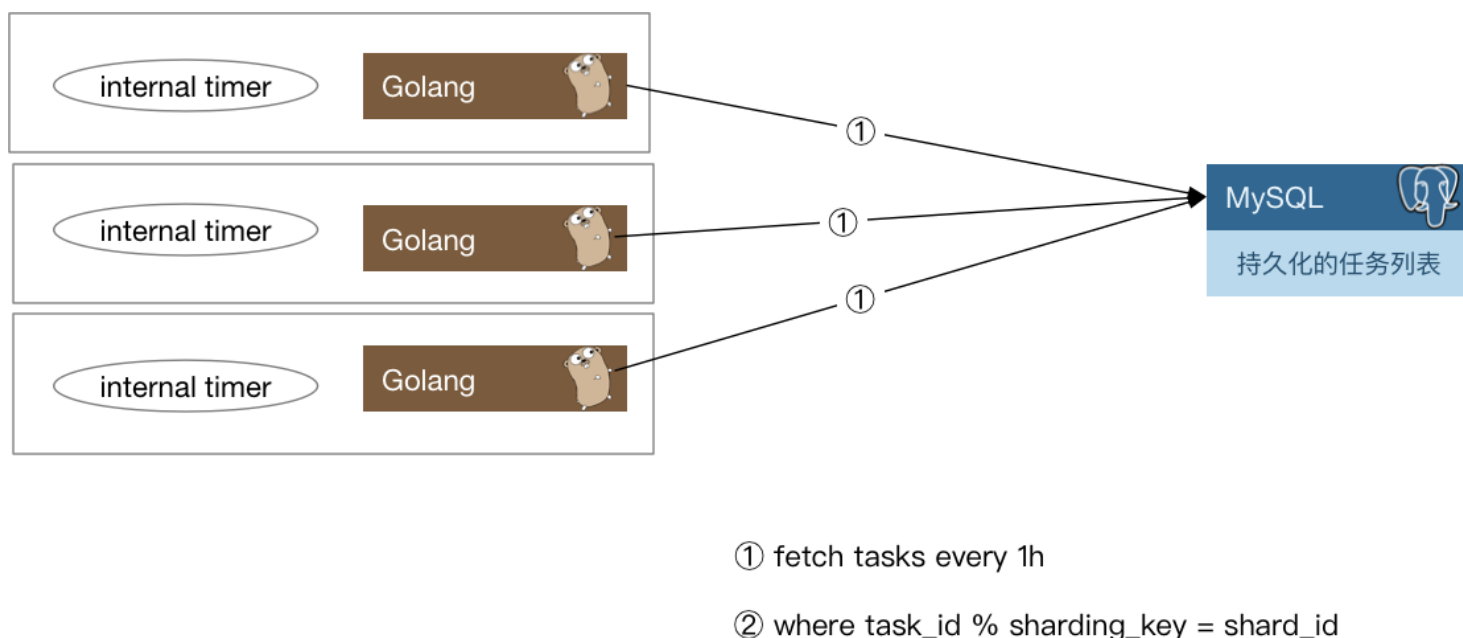 internal timer
Golang
①
internal timer
Golang
①
MySQL
持久化的任务列表
①
internal timer
Golang
① fetch tasks every 1h
② where task_id % sharding_key = shard_id